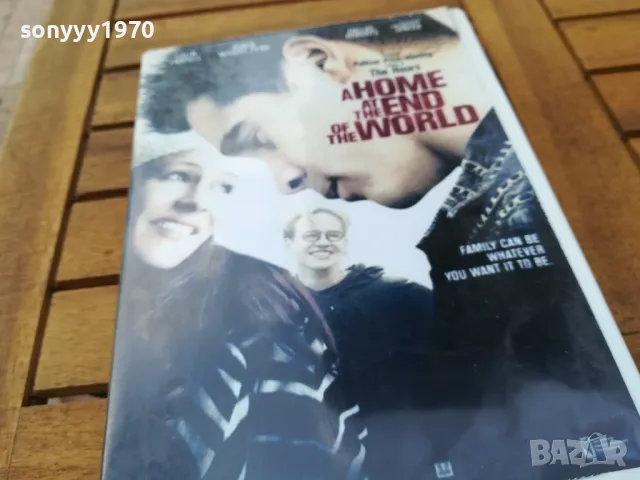 sonyyy1970
The Hours
A HOME
AT THE END
OF THE WORLD
FAMILY CAN BE
WHATEVER
YOU WANT IT TO BE.
BAZAR